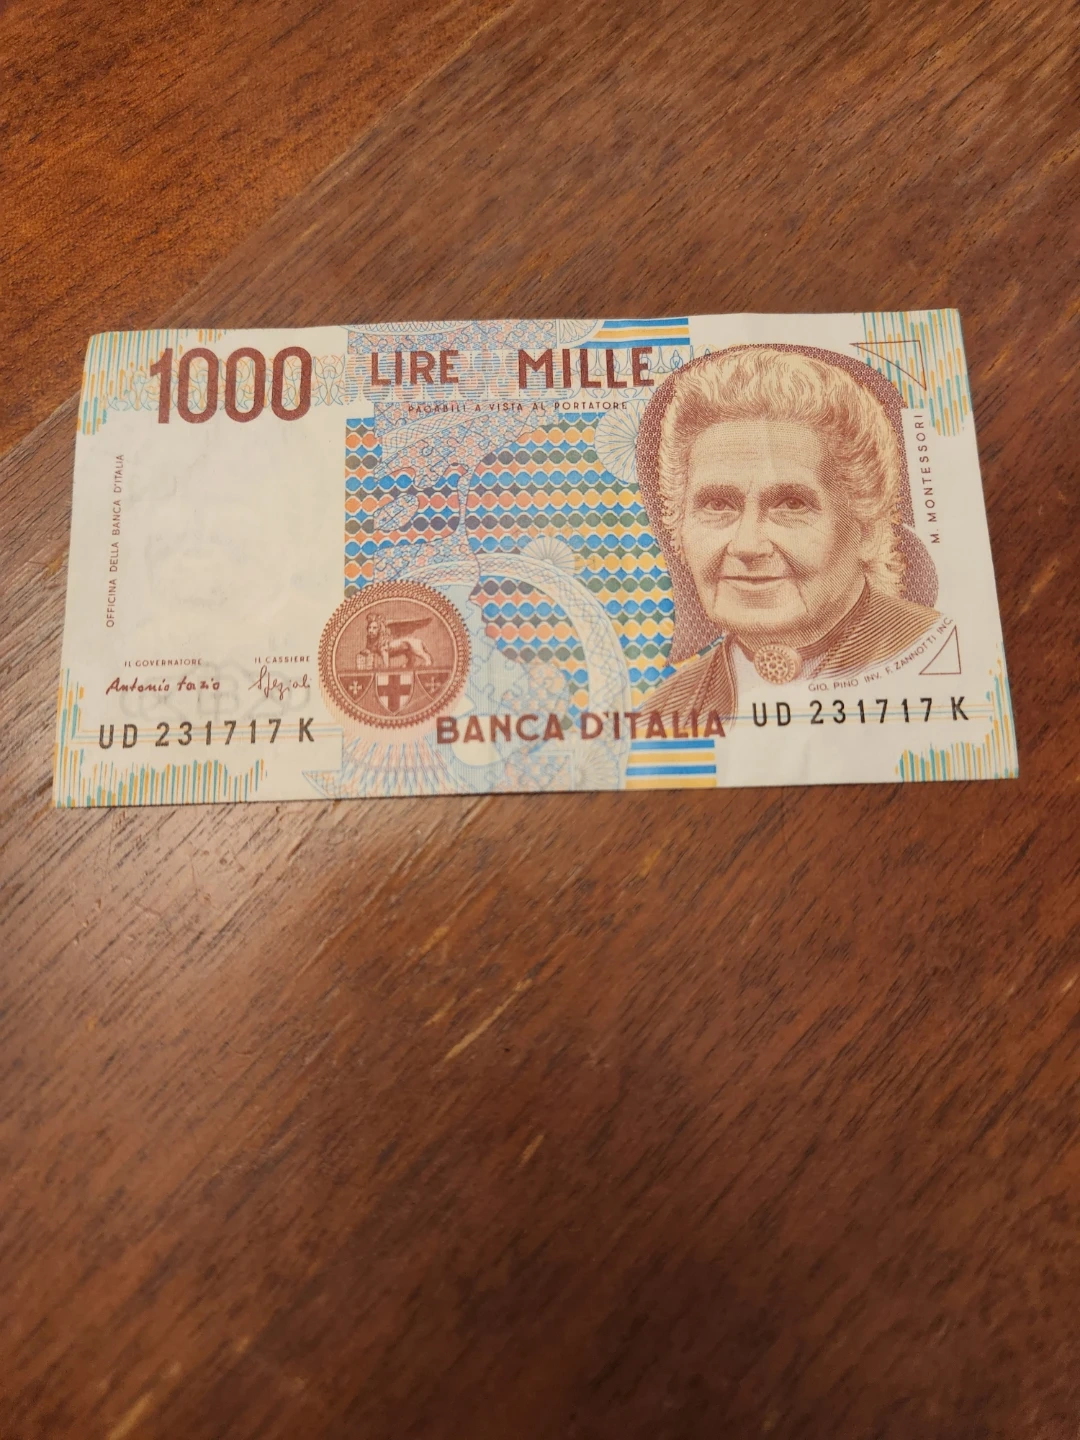 1000 LIRE MILLE
PAGABILI A VISTA AL PORTATORE
OFFICINA DELLA BANCA D'ITALIA
M. MONTESSORI
IL GOVERNATORE
IL CASSIERE
Antonio Fazio
Speziali
GIO. PINO INV. F. ZANNOTTI INC.
UD 231717 K
BANCA D'ITALIA
UD 231717 K